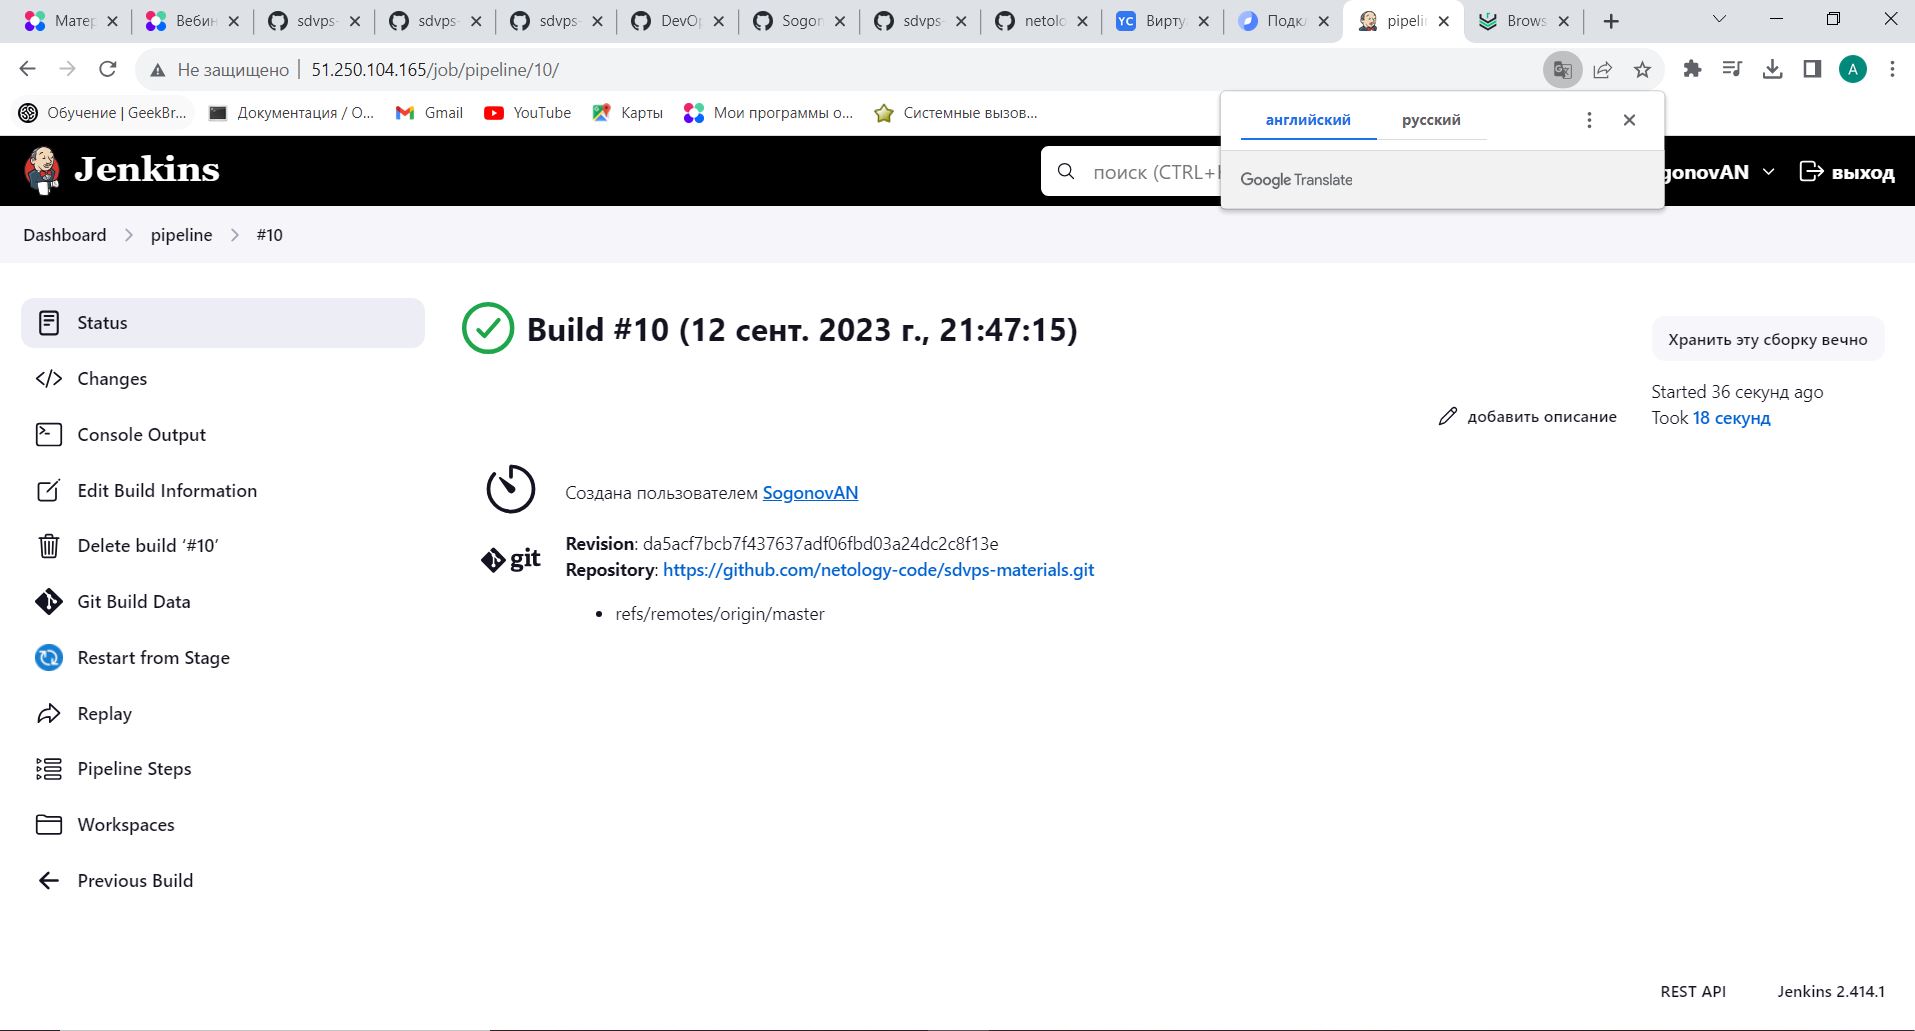 Матер
Вебин
sdvps-
sdvps-
sdvps-
DevOp
Sogon
sdvps-
netolo
YC Вирту
Подкл
pipelin
Brows
Не защищено | 51.250.104.165/job/pipeline/10/
A
Обучение | GeekBr...
Документация / О...
Gmail
YouTube
Карты
Мои программы о...
Системные вызов...
английский
русский
Google Translate
Jenkins
поиск (CTRL+
gonovAN
выход
Dashboard
pipeline
#10
Status
Changes
Console Output
Edit Build Information
Delete build ‘#10’
Git Build Data
Restart from Stage
Replay
Pipeline Steps
Workspaces
Previous Build
Build #10 (12 сент. 2023 г., 21:47:15)
Хранить эту сборку вечно
Started 36 секунд ago
Took 18 секунд
добавить описание
Создана пользователем SogonovAN
git
Revision: da5acf7bcb7f437637adf06fbd03a24dc2c8f13e
Repository: https://github.com/netology-code/sdvps-materials.git
• refs/remotes/origin/master
REST API
Jenkins 2.414.1